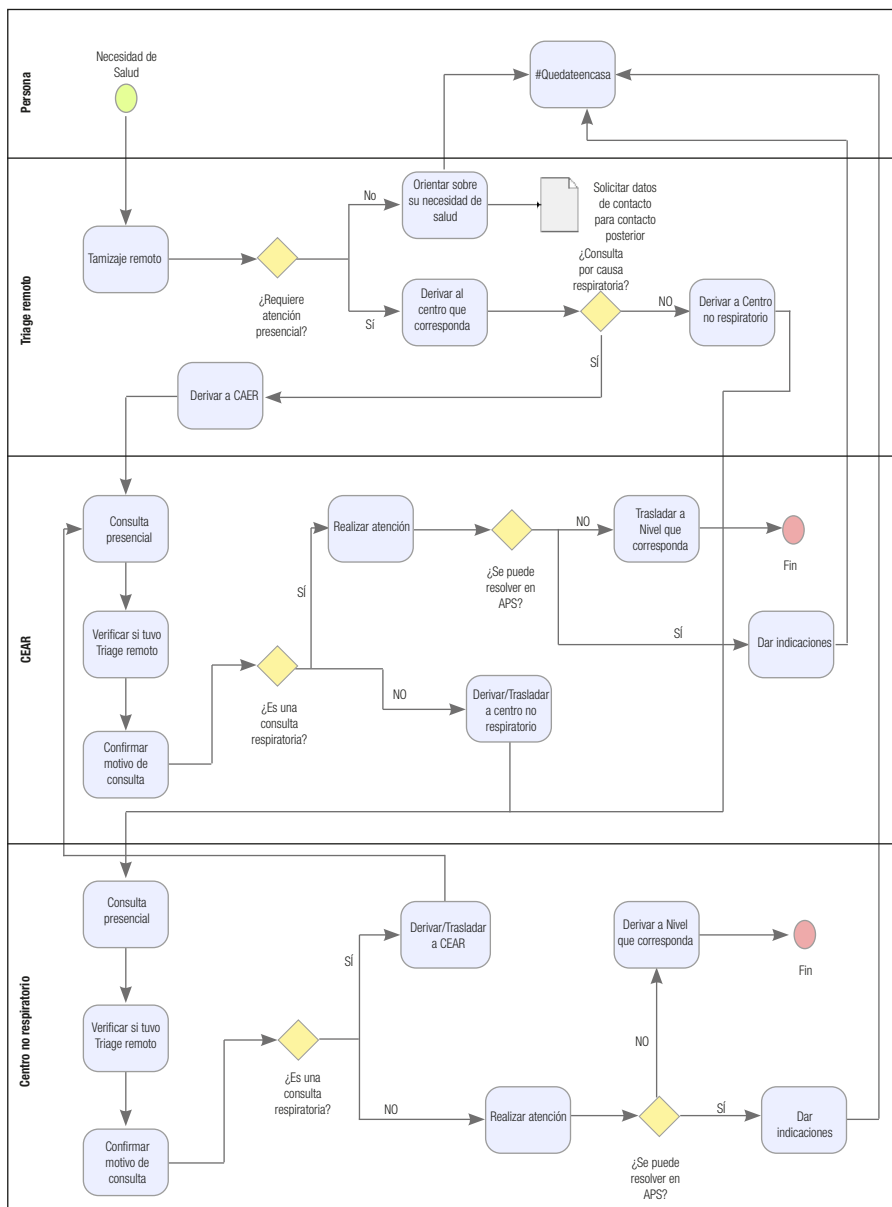 Persona
Necesidad de
Salud
#Quedateencasa
Triage remoto
Tamizaje remoto
¿Requiere
atención
presencial?
No
Orientar sobre
su necesidad de
salud
Solicitar datos
de contacto
para contacto
posterior
Sí
Derivar al
centro que
corresponda
¿Consulta
por causa
respiratoria?
NO
Derivar a Centro
no respiratorio
SÍ
Derivar a CAER
CEAR
Consulta
presencial
Verificar si tuvo
Triage remoto
Confirmar
motivo de
consulta
¿Es una
consulta
respiratoria?
SÍ
Realizar atención
¿Se puede
resolver en
APS?
NO
Trasladar a
Nivel que
corresponda
Fin
SÍ
Dar indicaciones
NO
Derivar/Trasladar
a centro no
respiratorio
Centro no respiratorio
Consulta
presencial
Verificar si tuvo
Triage remoto
Confirmar
motivo de
consulta
¿Es una
consulta
respiratoria?
SÍ
Derivar/Trasladar
a CEAR
NO
Realizar atención
¿Se puede
resolver en
APS?
NO
Derivar a Nivel
que corresponda
Fin
SÍ
Dar
indicaciones